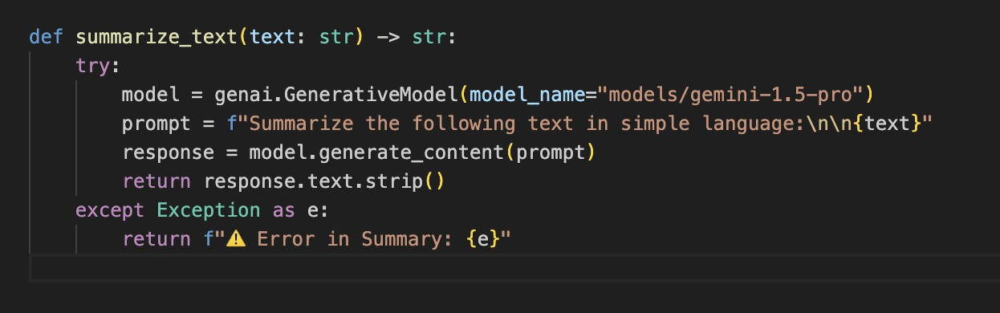 def summarize_text(text: str) -> str:
    try:
        model = genai.GenerativeModel(model_name="models/gemini-1.5-pro")
        prompt = f"Summarize the following text in simple language:\n\n{text}"
        response = model.generate_content(prompt)
        return response.text.strip()
    except Exception as e:
        return f"⚠️ Error in Summary: {e}"